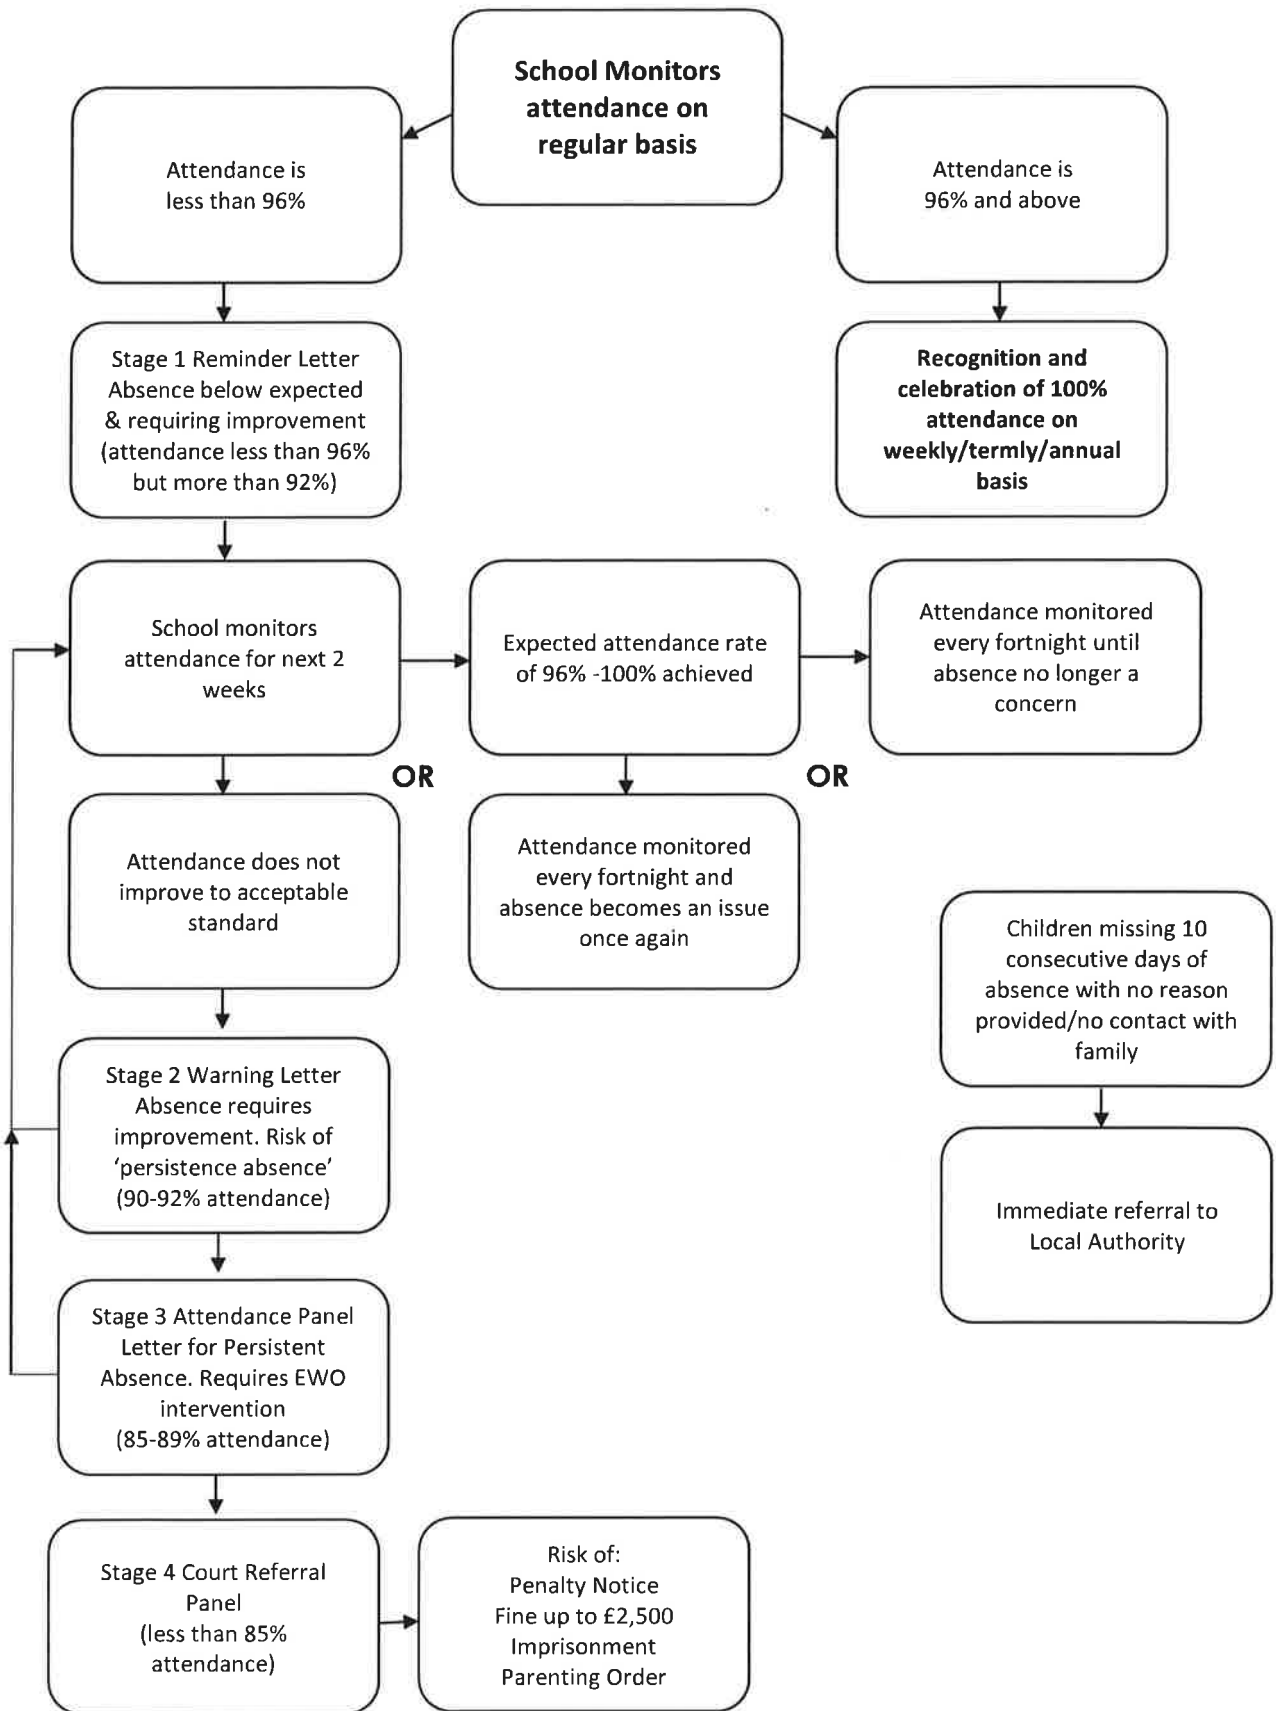 School Monitors
attendance on
regular basis
Attendance is
less than 96%
Attendance is
96% and above
Stage 1 Reminder Letter
Absence below expected
& requiring improvement
(attendance less than 96%
but more than 92%)
Recognition and
celebration of 100%
attendance on
weekly/termly/annual
basis
School monitors
attendance for next 2
weeks
Expected attendance rate
of 96% -100% achieved
Attendance monitored
every fortnight until
absence no longer a
concern
OR
OR
Attendance does not
improve to acceptable
standard
Attendance monitored
every fortnight and
absence becomes an issue
once again
Children missing 10
consecutive days of
absence with no reason
provided/no contact with
family
Stage 2 Warning Letter
Absence requires
improvement. Risk of
‘persistence absence’
(90-92% attendance)
Immediate referral to
Local Authority
Stage 3 Attendance Panel
Letter for Persistent
Absence. Requires EWO
intervention
(85-89% attendance)
Stage 4 Court Referral
Panel
(less than 85%
attendance)
Risk of:
Penalty Notice
Fine up to £2,500
Imprisonment
Parenting Order